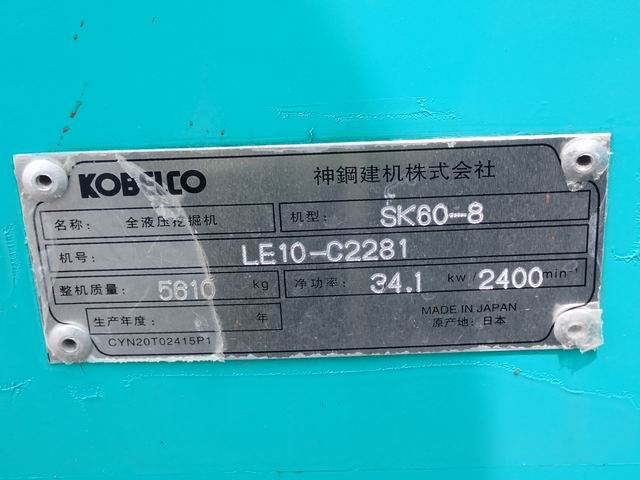 KOBELCO 神鋼建机株式会社
名称: 全液压挖掘机 机型: SK60-8
机号: LE10-C2281
整机质量: 5610 kg 净功率: 34.1 kw/2400min⁻¹
生产年度: 年 MADE IN JAPAN
CYN20T02415P1 原产地: 日本